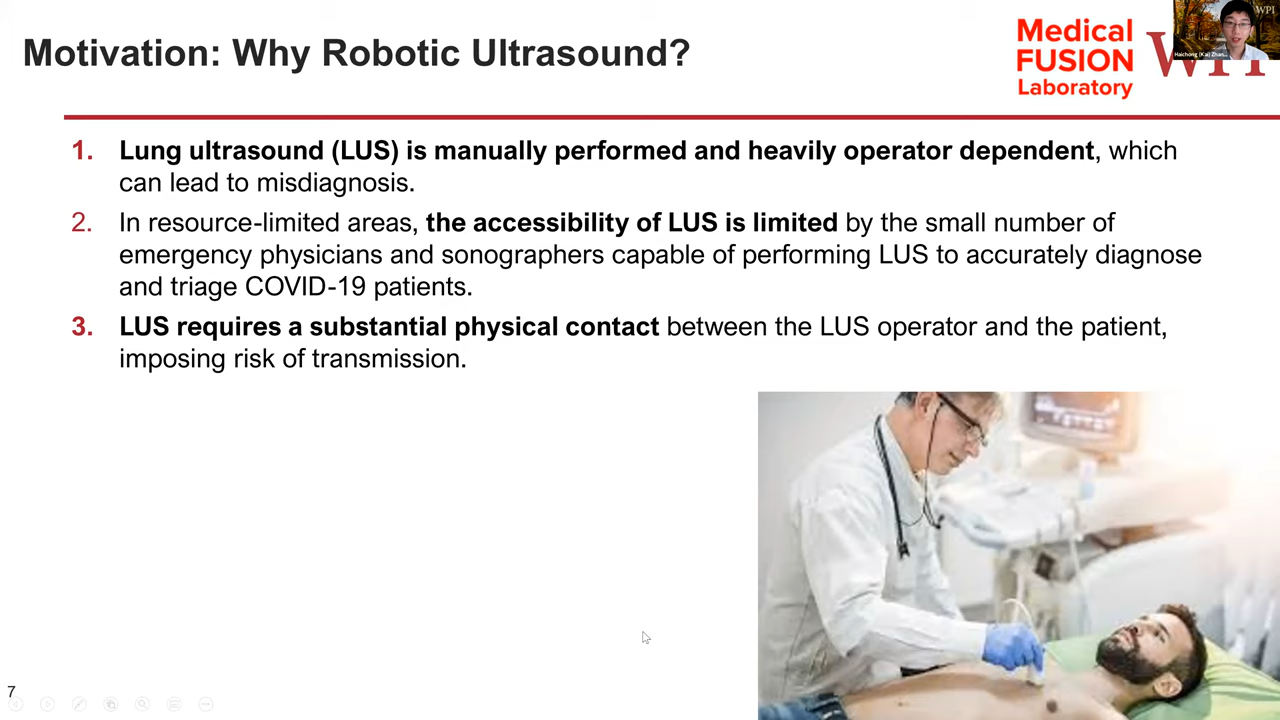 Motivation: Why Robotic Ultrasound?
Medical
FUSION
Laboratory
WPI
WPI
1. Lung ultrasound (LUS) is manually performed and heavily operator dependent, which
can lead to misdiagnosis.
2. In resource-limited areas, the accessibility of LUS is limited by the small number of
emergency physicians and sonographers capable of performing LUS to accurately diagnose
and triage COVID-19 patients.
3. LUS requires a substantial physical contact between the LUS operator and the patient,
imposing risk of transmission.
7